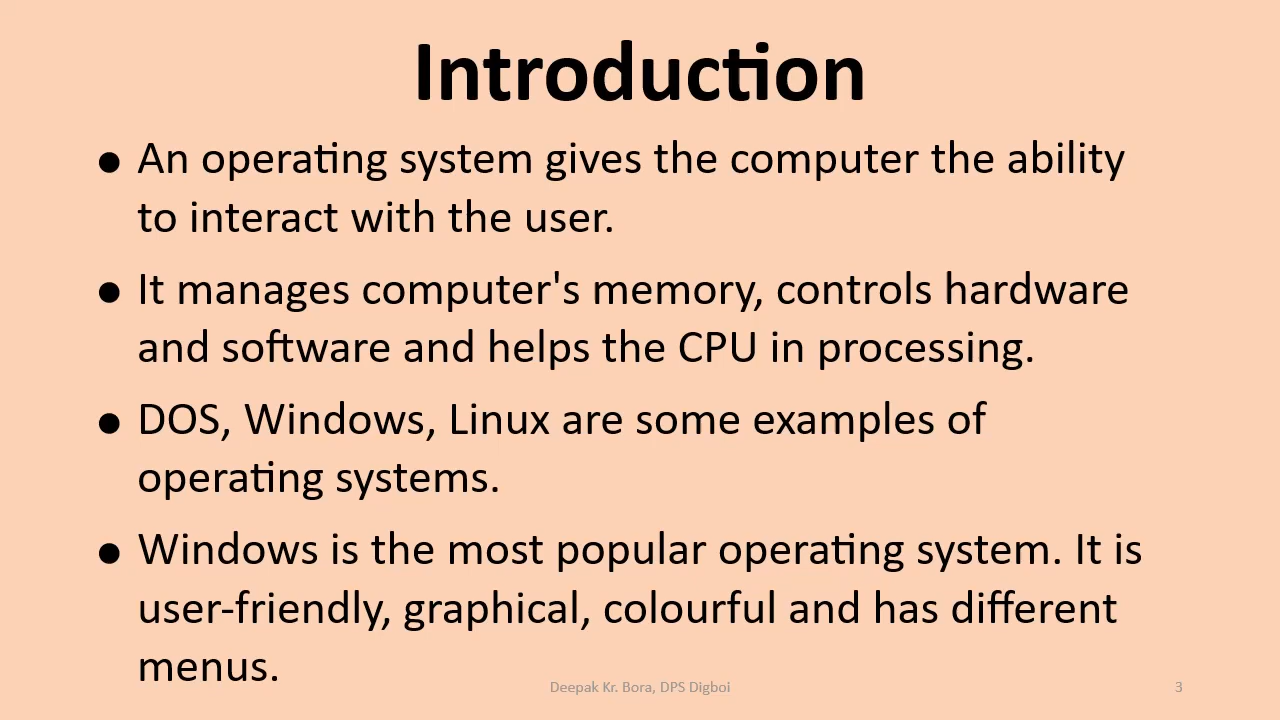 Introduction
● An operating system gives the computer the ability
to interact with the user.
● It manages computer's memory, controls hardware
and software and helps the CPU in processing.
● DOS, Windows, Linux are some examples of
operating systems.
● Windows is the most popular operating system. It is
user-friendly, graphical, colourful and has different
menus.
Deepak Kr. Bora, DPS Digboi
3